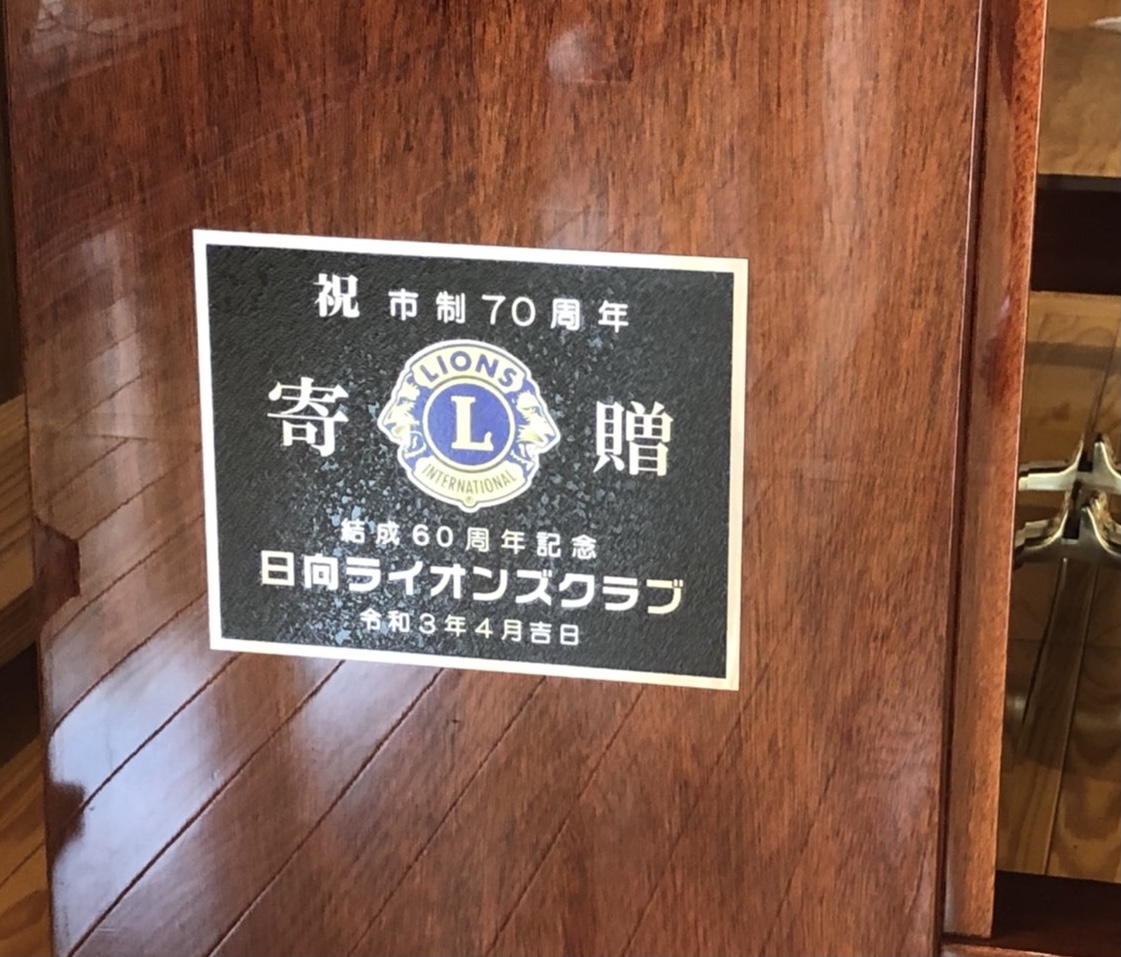 祝 市制70周年
寄 贈
LIONS
L
INTERNATIONAL
®
結成60周年記念
日向ライオンズクラブ
令和3年4月吉日